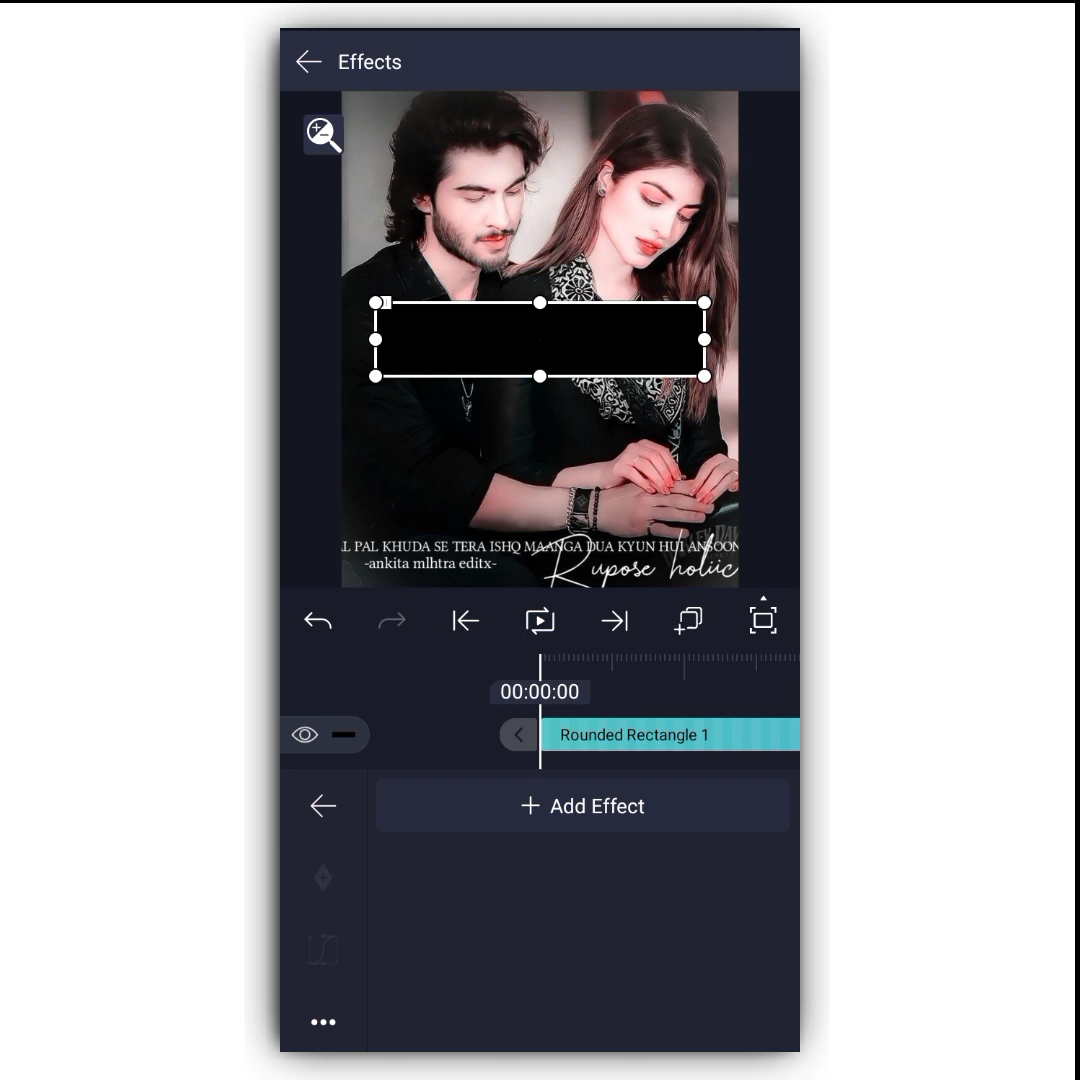 Effects
L PAL KHUDA SE TERA ISHQ MAANGA DUA KYUN HUI ANSOON
-ankita mlhtra editx-
Rupose holiic
00:00:00
Rounded Rectangle 1
+ Add Effect